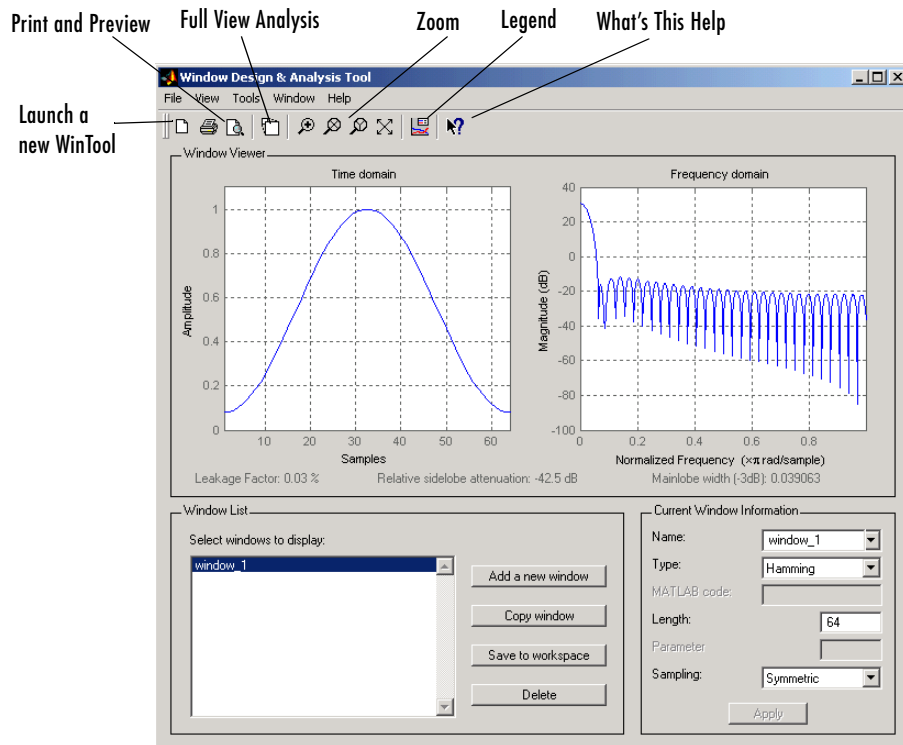 Print and Preview
Full View Analysis
Zoom
Legend
What's This Help
Launch a
new WinTool
Window Design & Analysis Tool
File View Tools Window Help
Window Viewer
Time domain
Frequency domain
1
0.8
0.6
0.4
0.2
0
Amplitude
10 20 30 40 50 60
Samples
40
20
0
-20
-40
-60
-80
-100
Magnitude (dB)
0 0.2 0.4 0.6 0.8
Normalized Frequency (×π rad/sample)
Leakage Factor: 0.03 %
Relative sidelobe attenuation: -42.5 dB
Mainlobe width (-3dB): 0.039063
Window List
Select windows to display:
window_1
Add a new window
Copy window
Save to workspace
Delete
Current Window Information
Name: window_1
Type: Hamming
MATLAB code:
Length: 64
Parameter
Sampling: Symmetric
Apply